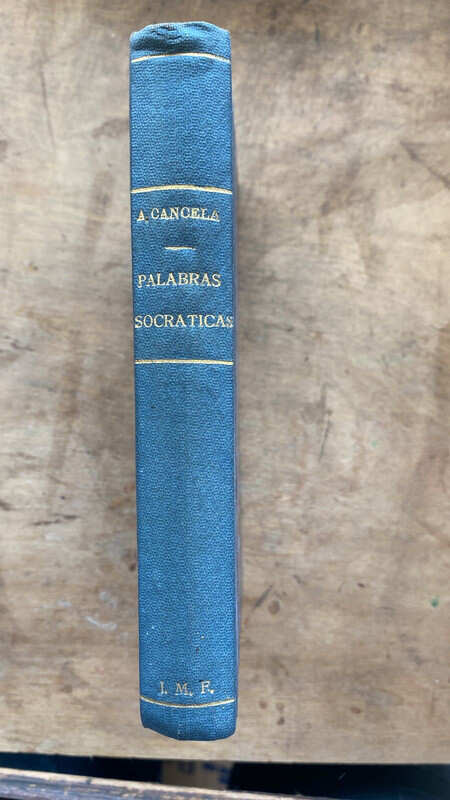 A. CANCELA
PALABRAS
SOCRATICAS
J. M. F.